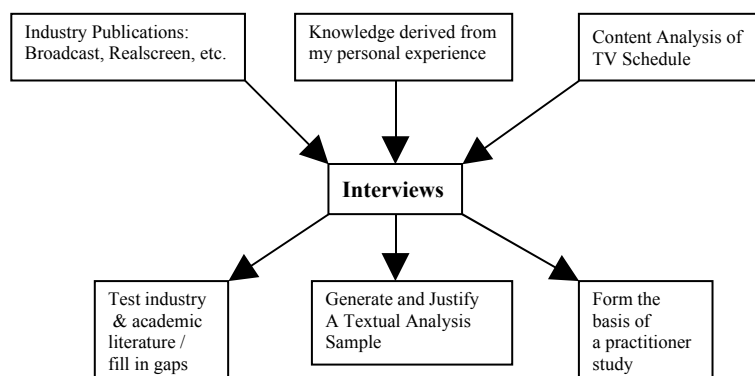 Industry Publications:
Broadcast, Realscreen, etc.
Knowledge derived from
my personal experience
Content Analysis of
TV Schedule
Interviews
Test industry
& academic
literature /
fill in gaps
Generate and Justify
A Textual Analysis
Sample
Form the
basis of
a practitioner
study